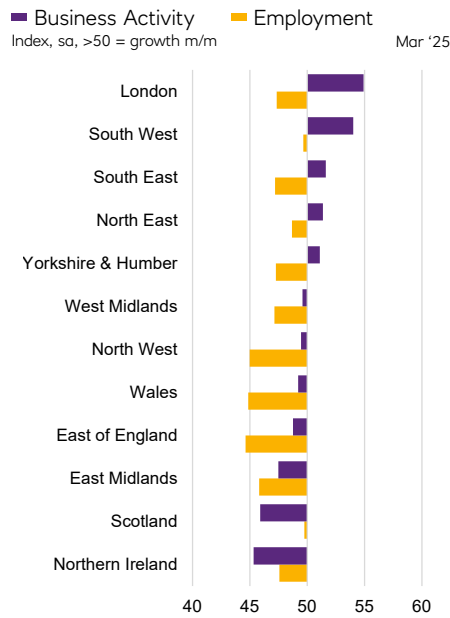 Business Activity Employment
Index, sa, >50 = growth m/m Mar ‘25
London
South West
South East
North East
Yorkshire & Humber
West Midlands
North West
Wales
East of England
East Midlands
Scotland
Northern Ireland
40 45 50 55 60